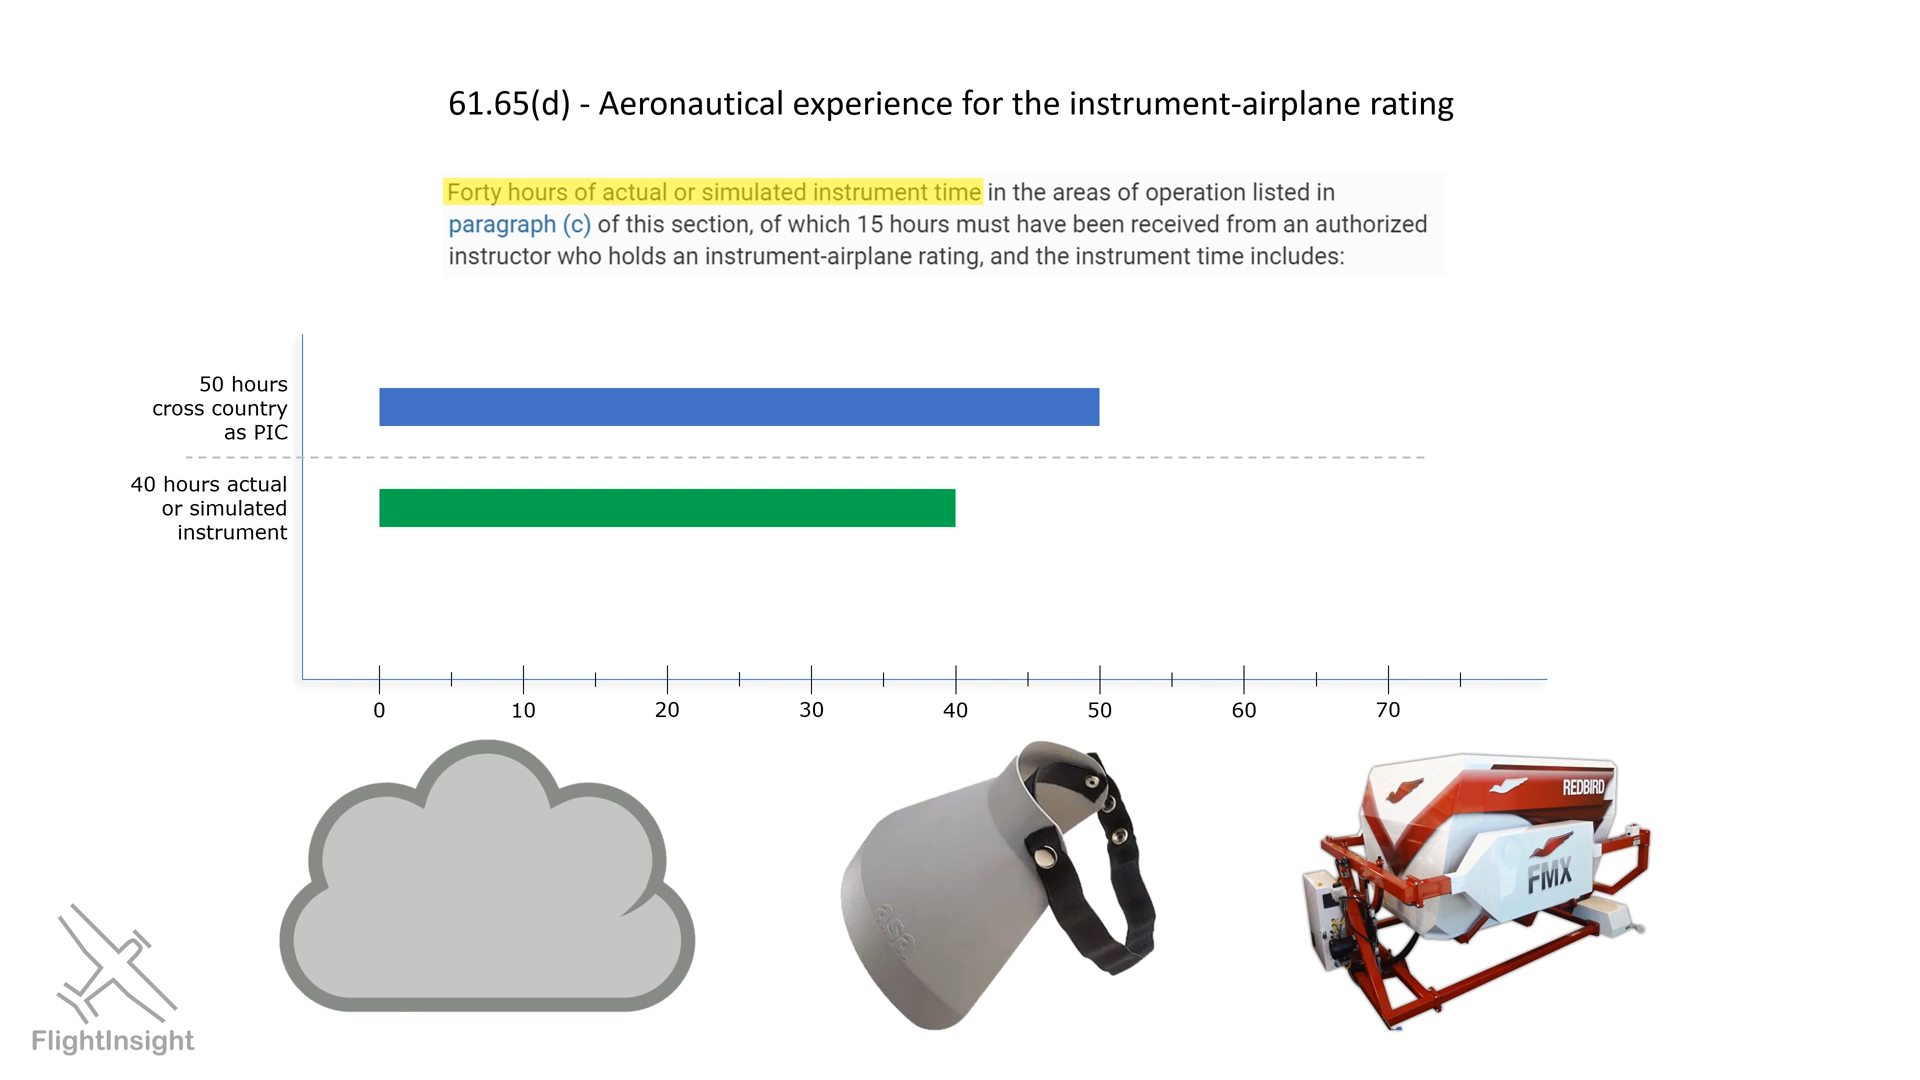 61.65(d) - Aeronautical experience for the instrument-airplane rating
Forty hours of actual or simulated instrument time in the areas of operation listed in
paragraph (c) of this section, of which 15 hours must have been received from an authorized
instructor who holds an instrument-airplane rating, and the instrument time includes:
50 hours
cross country
as PIC
40 hours actual
or simulated
instrument
0 10 20 30 40 50 60 70
asa
REDBIRD
FMX
FlightInsight